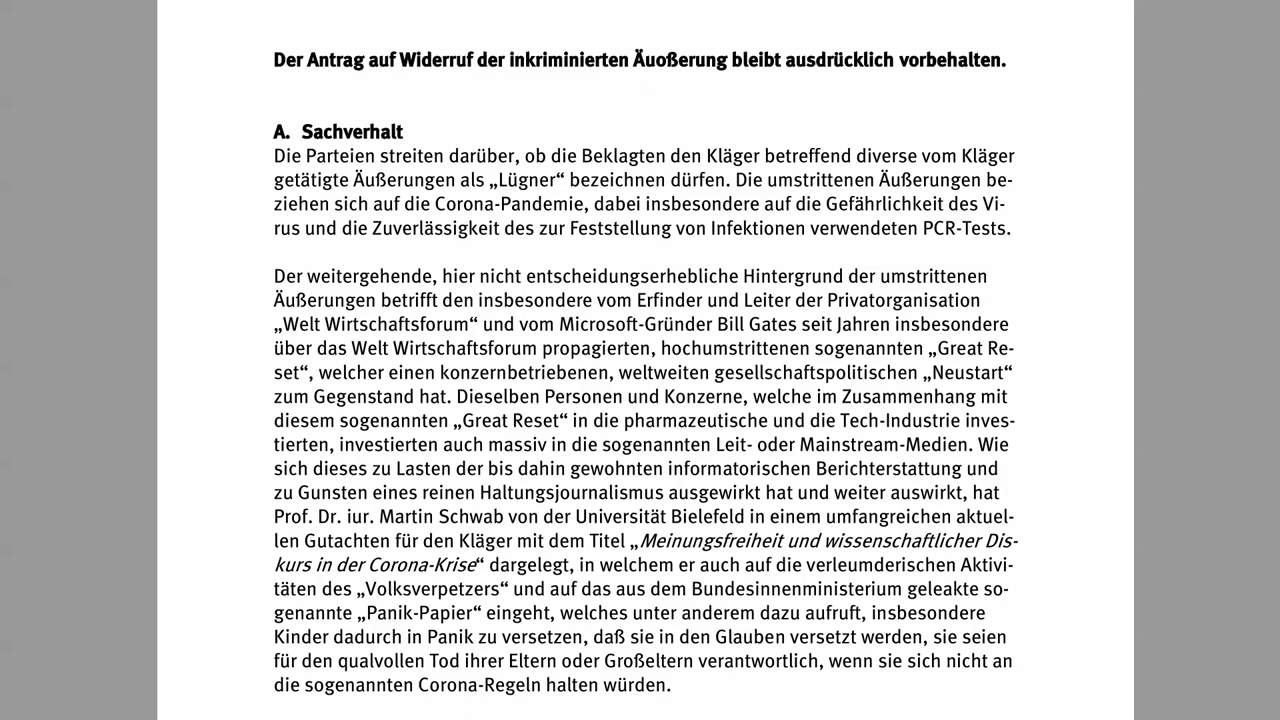 Der Antrag auf Widerruf der inkriminierten Äuoßerung bleibt ausdrücklich vorbehalten.
A. Sachverhalt
Die Parteien streiten darüber, ob die Beklagten den Kläger betreffend diverse vom Kläger
getätigte Äußerungen als „Lügner“ bezeichnen dürfen. Die umstrittenen Äußerungen be-
ziehen sich auf die Corona-Pandemie, dabei insbesondere auf die Gefährlichkeit des Vi-
rus und die Zuverlässigkeit des zur Feststellung von Infektionen verwendeten PCR-Tests.
Der weitergehende, hier nicht entscheidungserhebliche Hintergrund der umstrittenen
Äußerungen betrifft den insbesondere vom Erfinder und Leiter der Privatorganisation
„Welt Wirtschaftsforum“ und vom Microsoft-Gründer Bill Gates seit Jahren insbesondere
über das Welt Wirtschaftsforum propagierten, hochumstrittenen sogenannten „Great Re-
set“, welcher einen konzernbetriebenen, weltweiten gesellschaftspolitischen „Neustart“
zum Gegenstand hat. Dieselben Personen und Konzerne, welche im Zusammenhang mit
diesem sogenannten „Great Reset“ in die pharmazeutische und die Tech-Industrie inves-
tierten, investierten auch massiv in die sogenannten Leit- oder Mainstream-Medien. Wie
sich dieses zu Lasten der bis dahin gewohnten informatorischen Berichterstattung und
zu Gunsten eines reinen Haltungsjournalismus ausgewirkt hat und weiter auswirkt, hat
Prof. Dr. iur. Martin Schwab von der Universität Bielefeld in einem umfangreichen aktuel-
len Gutachten für den Kläger mit dem Titel „Meinungsfreiheit und wissenschaftlicher Dis-
kurs in der Corona-Krise“ dargelegt, in welchem er auch auf die verleumderischen Aktivi-
täten des „Volksverpetzers“ und auf das aus dem Bundesinnenministerium geleakte so-
genannte „Panik-Papier“ eingeht, welches unter anderem dazu aufruft, insbesondere
Kinder dadurch in Panik zu versetzen, daß sie in den Glauben versetzt werden, sie seien
für den qualvollen Tod ihrer Eltern oder Großeltern verantwortlich, wenn sie sich nicht an
die sogenannten Corona-Regeln halten würden.